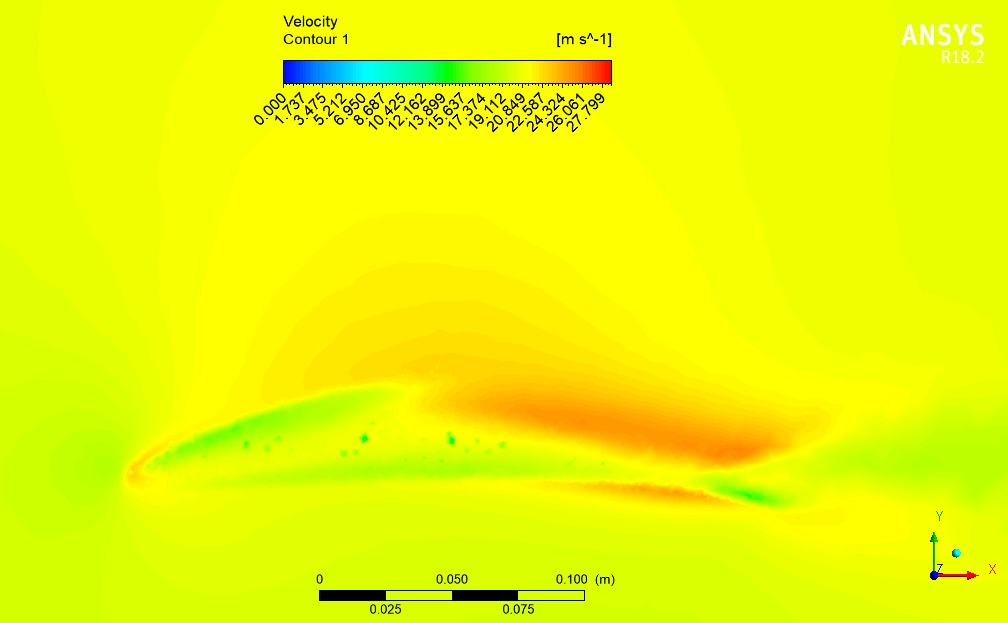 Velocity
Contour 1
[m s^-1]
0.000
1.737
3.475
5.212
6.950
8.687
10.425
12.162
13.899
15.637
17.374
19.112
20.849
22.587
24.324
26.061
27.799
ANSYS
R18.2
0 0.050 0.100 (m)
0.025 0.075
Y
Z
X